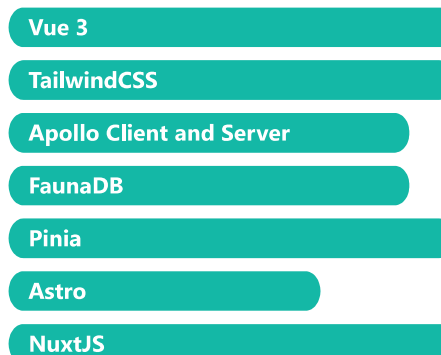 Vue 3
TailwindCSS
Apollo Client and Server
FaunaDB
Pinia
Astro
NuxtJS